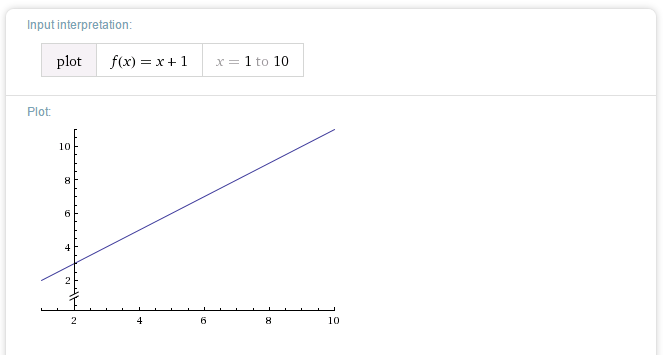 Input interpretation:
plot f(x) = x + 1 x = 1 to 10
Plot:
10
8
6
4
2
2 4 6 8 10